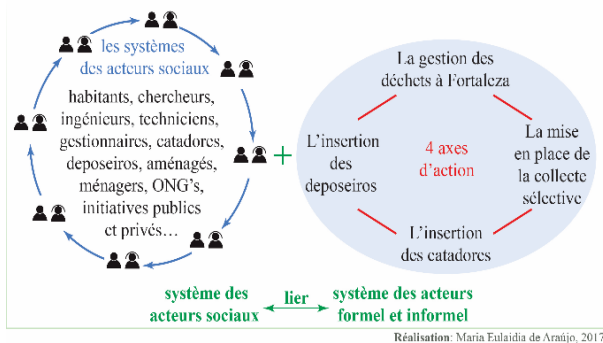 les systèmes
des acteurs sociaux
habitants, chercheurs,
ingénieurs, techniciens,
gestionnaires, catadores,
deposeiros, aménagés,
ménagers, ONG's,
initiatives publics
et privés…
+
La gestion des
déchets à Fortaleza
L'insertion
des
deposeiros
4 axes
d'action
La mise
en place de
la collecte
sélective
L'insertion
des catadores
système des
acteurs sociaux
lier
système des acteurs
formel et informel
Réalisation: Maria Eulaidia de Araújo, 2017